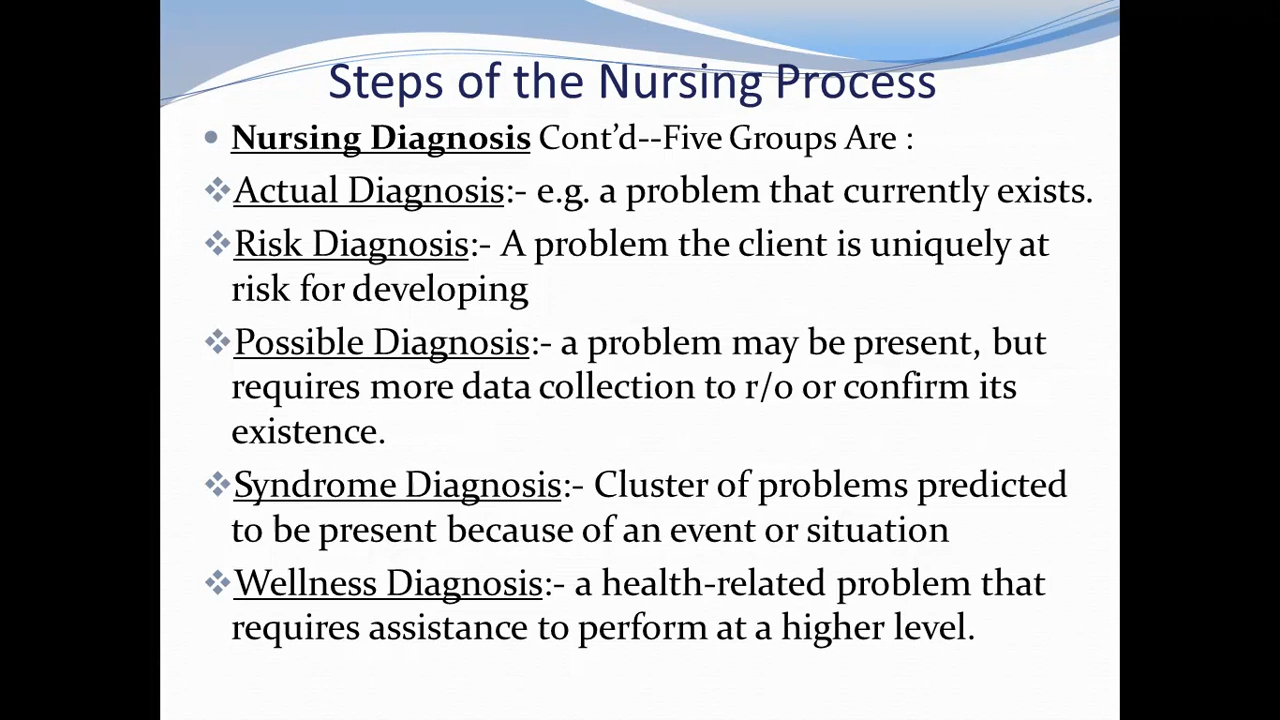 Steps of the Nursing Process
Nursing Diagnosis Cont’d--Five Groups Are :
Actual Diagnosis:- e.g. a problem that currently exists.
Risk Diagnosis:- A problem the client is uniquely at
risk for developing
Possible Diagnosis:- a problem may be present, but
requires more data collection to r/o or confirm its
existence.
Syndrome Diagnosis:- Cluster of problems predicted
to be present because of an event or situation
Wellness Diagnosis:- a health-related problem that
requires assistance to perform at a higher level.